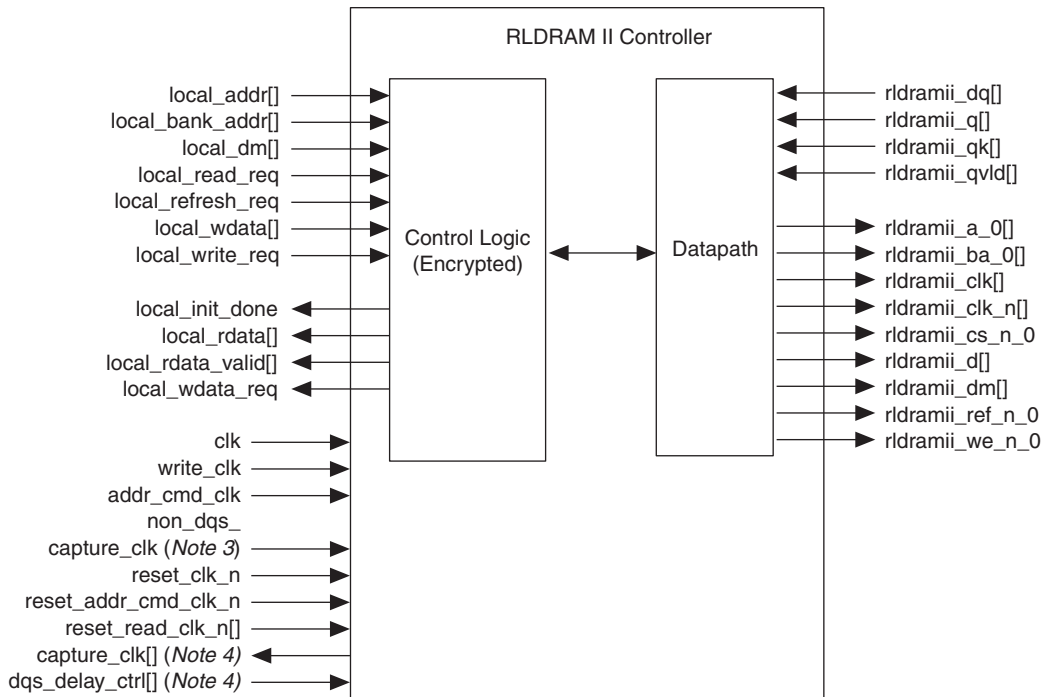 RLDRAM II Controller
local_addr[]
local_bank_addr[]
local_dm[]
local_read_req
local_refresh_req
local_wdata[]
local_write_req
local_init_done
local_rdata[]
local_rdata_valid[]
local_wdata_req
clk
write_clk
addr_cmd_clk
non_dqs_
capture_clk (Note 3)
reset_clk_n
reset_addr_cmd_clk_n
reset_read_clk_n[]
capture_clk[] (Note 4)
dqs_delay_ctrl[] (Note 4)
Control Logic
(Encrypted)
Datapath
rldramii_dq[]
rldramii_q[]
rldramii_qk[]
rldramii_qvld[]
rldramii_a_0[]
rldramii_ba_0[]
rldramii_clk[]
rldramii_clk_n[]
rldramii_cs_n_0
rldramii_d[]
rldramii_dm[]
rldramii_ref_n_0
rldramii_we_n_0